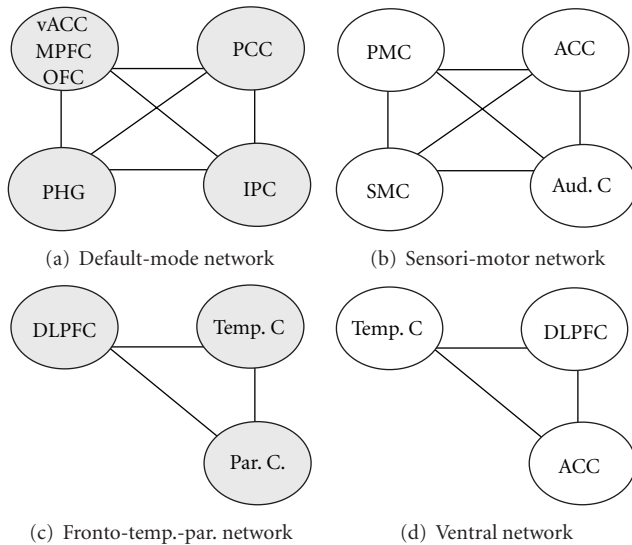 vACC
MPFC
OFC
PCC
PHG
IPC
(a) Default-mode network
PMC
ACC
SMC
Aud. C
(b) Sensori-motor network
DLPFC
Temp. C
Par. C.
(c) Fronto-temp.-par. network
Temp. C
DLPFC
ACC
(d) Ventral network